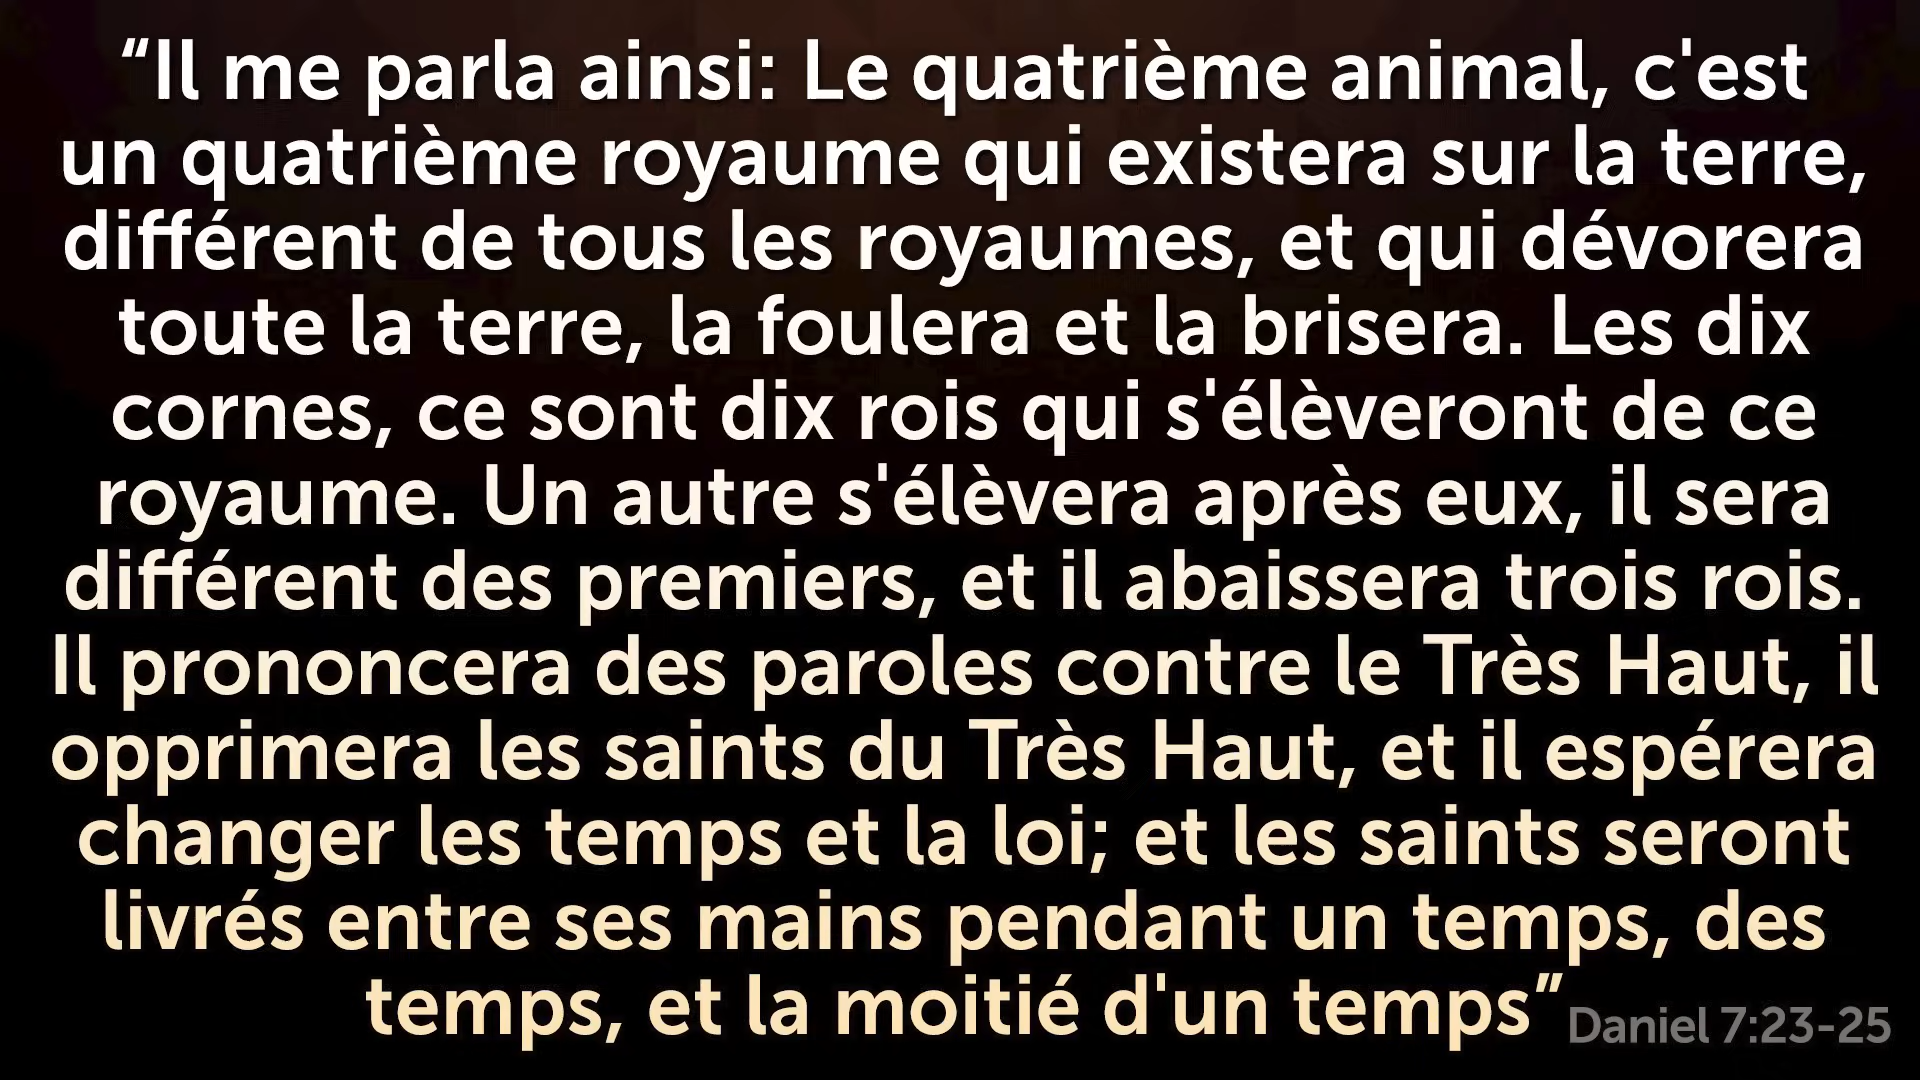 “Il me parla ainsi: Le quatrième animal, c'est
un quatrième royaume qui existera sur la terre,
différent de tous les royaumes, et qui dévorera
toute la terre, la foulera et la brisera. Les dix
cornes, ce sont dix rois qui s'élèveront de ce
royaume. Un autre s'élèvera après eux, il sera
différent des premiers, et il abaissera trois rois.
Il prononcera des paroles contre le Très Haut, il
opprimera les saints du Très Haut, et il espérera
changer les temps et la loi; et les saints seront
livrés entre ses mains pendant un temps, des
temps, et la moitié d'un temps”
Daniel 7:23-25